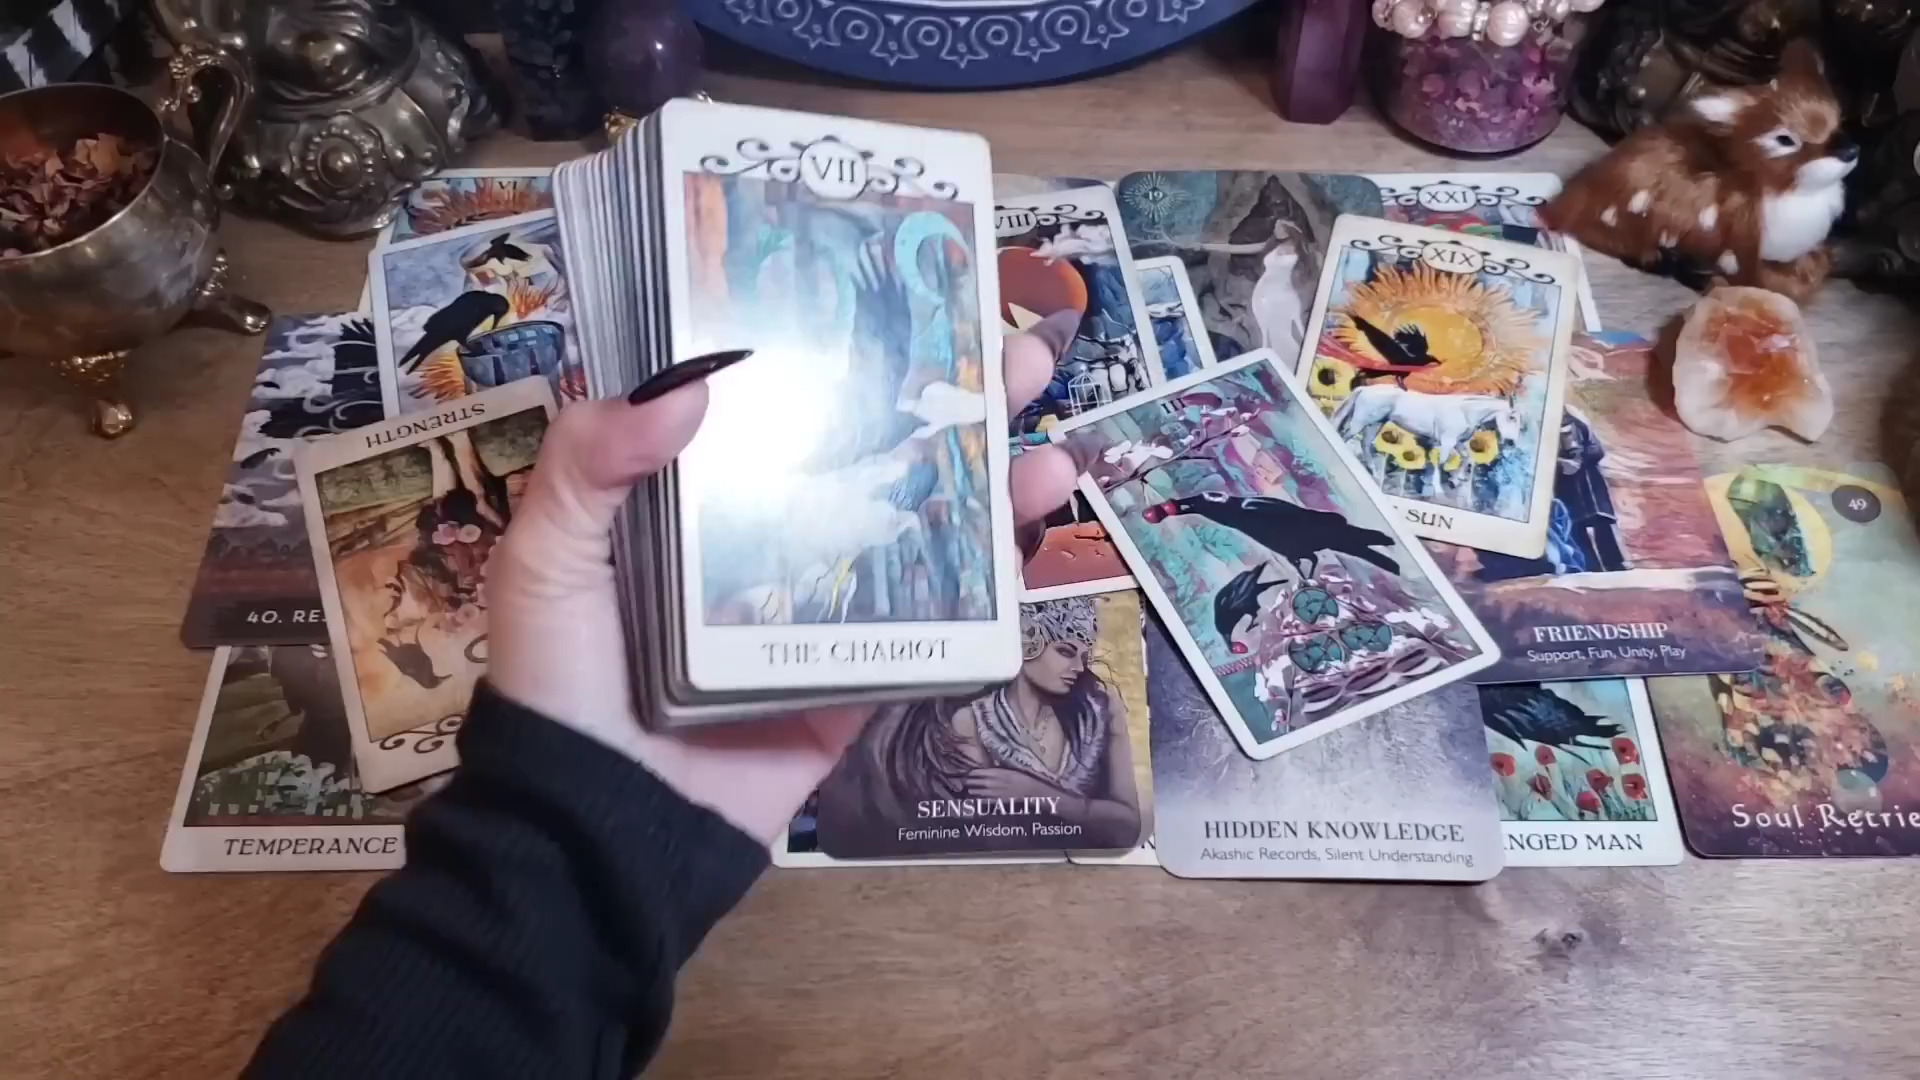 VII
THE CHARIOT
VI
VIII
19
XXI
XIX
SUN
STRENGTH
III
49
40. RE
FRIENDSHIP
Support, Fun, Unity, Play
TEMPERANCE
SENSUALITY
Feminine Wisdom, Passion
HIDDEN KNOWLEDGE
Akashic Records, Silent Understanding
NGED MAN
Soul Retrie